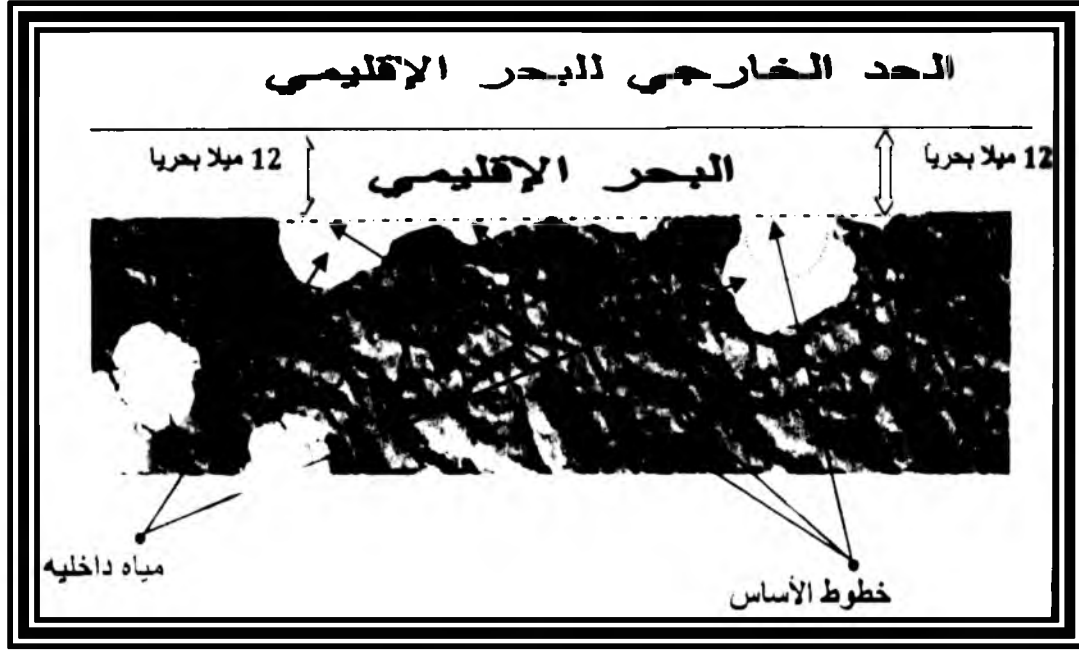 الحد الخارجي للبحر الإقليمي
12 ميلا بحريا
12 ميلا بحريا
البحر الإقليمي
مياه داخليه
خطوط الأساس